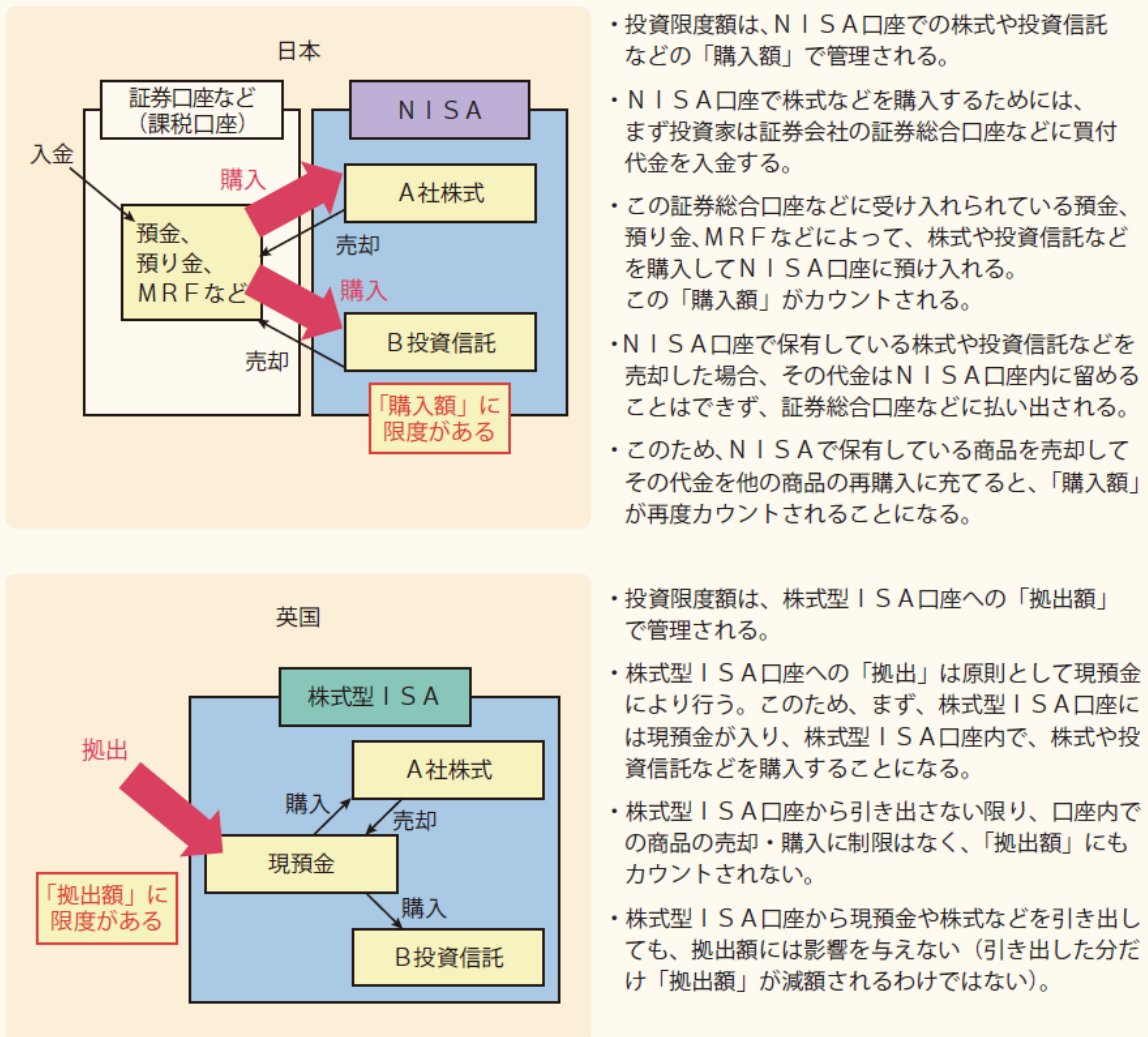 日本
証券口座など
（課税口座）
ＮＩＳＡ
入金
購入
Ａ社株式
預金、
預り金、
ＭＲＦなど
売却
購入
Ｂ投資信託
売却
「購入額」に
限度がある
・投資限度額は、ＮＩＳＡ口座での株式や投資信託
などの「購入額」で管理される。
・ＮＩＳＡ口座で株式などを購入するためには、
まず投資家は証券会社の証券総合口座などに買付
代金を入金する。
・この証券総合口座などに受け入れられている預金、
預り金、ＭＲＦなどによって、株式や投資信託など
を購入してＮＩＳＡ口座に預け入れる。
この「購入額」がカウントされる。
・ＮＩＳＡ口座で保有している株式や投資信託などを
売却した場合、その代金はＮＩＳＡ口座内に留める
ことはできず、証券総合口座などに払い出される。
・このため、ＮＩＳＡで保有している商品を売却して
その代金を他の商品の再購入に充てると、「購入額」
が再度カウントされることになる。
英国
株式型ＩＳＡ
拠出
Ａ社株式
購入
売却
現預金
「拠出額」に
限度がある
購入
Ｂ投資信託
・投資限度額は、株式型ＩＳＡ口座への「拠出額」
で管理される。
・株式型ＩＳＡ口座への「拠出」は原則として現預金
により行う。このため、まず、株式型ＩＳＡ口座に
は現預金が入り、株式型ＩＳＡ口座内で、株式や投
資信託などを購入することになる。
・株式型ＩＳＡ口座から引き出さない限り、口座内で
の商品の売却・購入に制限はなく、「拠出額」にも
カウントされない。
・株式型ＩＳＡ口座から現預金や株式などを引き出し
ても、拠出額には影響を与えない（引き出した分だ
け「拠出額」が減額されるわけではない）。